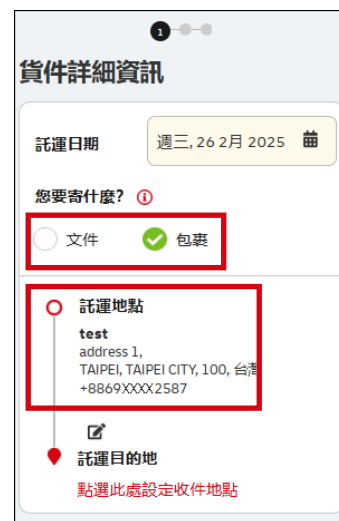 1
貨件詳細資訊
託運日期
週三, 26 2月 2025
您要寄什麼?
文件 包裹
託運地點
test
address 1,
TAIPEI, TAIPEI CITY, 100, 台灣
+8869XXXX2587
託運目的地
點選此處設定收件地點